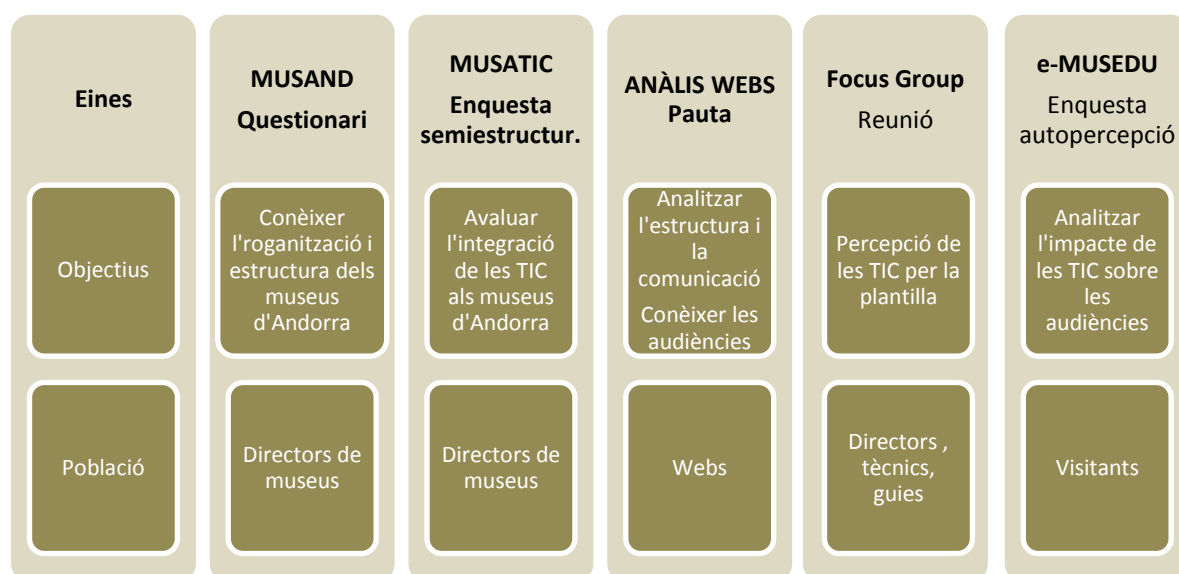 Eines
Objectius
Població
MUSAND
Questionari
Conèixer
l'roganització i
estructura dels
museus
d'Andorra
Directors de
museus
MUSATIC
Enquesta
semiestructur.
Avaluar
l'integració
de les TIC
als museus
d'Andorra
Directors de
museus
ANÀLIS WEBS
Pauta
Analitzar
l'estructura i
la
comunicació
Conèixer les
audiències
Webs
Focus Group
Reunió
Percepció de
les TIC per la
plantilla
Directors ,
tècnics,
guies
e-MUSEDU
Enquesta
autopercepció
Analitzar
l'impacte de
les TIC sobre
les
audiències
Visitants